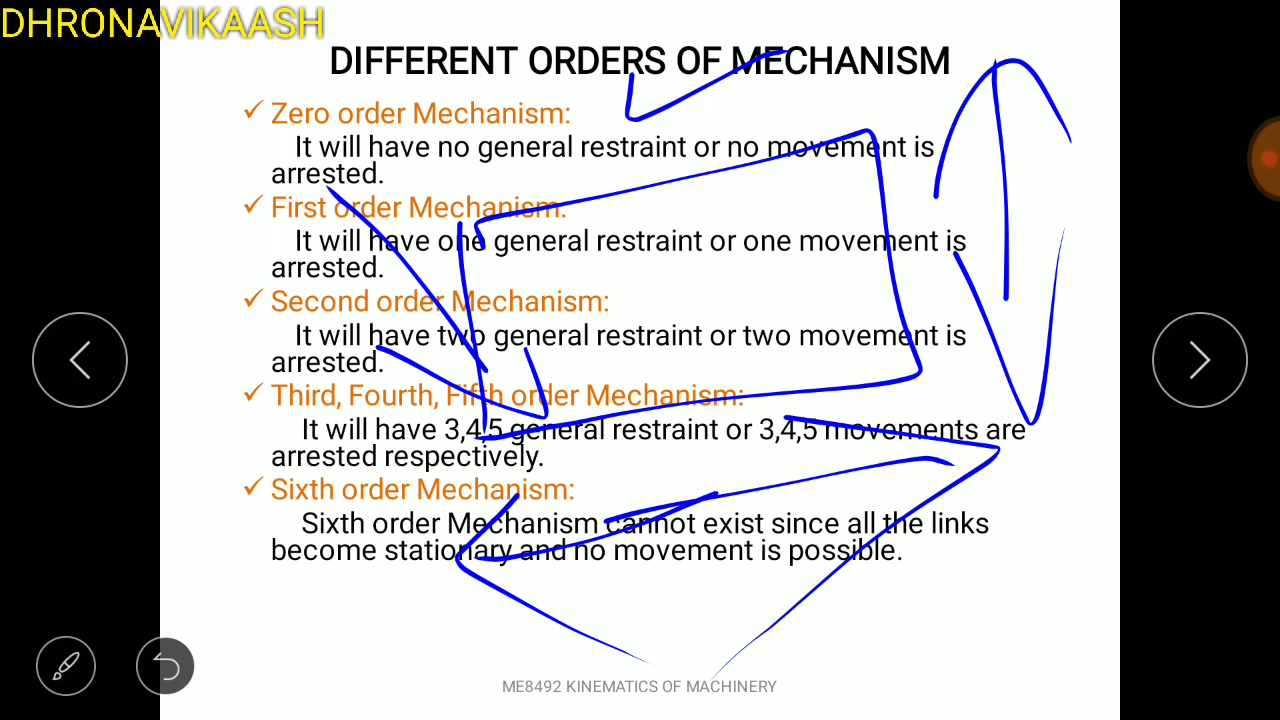 DHRONAVIKAASH
DIFFERENT ORDERS OF MECHANISM
✓ Zero order Mechanism:
It will have no general restraint or no movement is
arrested.
✓ First order Mechanism:
It will have one general restraint or one movement is
arrested.
✓ Second order Mechanism:
It will have two general restraint or two movement is
arrested.
✓ Third, Fourth, Fifth order Mechanism:
It will have 3,4,5 general restraint or 3,4,5 movements are
arrested respectively.
✓ Sixth order Mechanism:
Sixth order Mechanism cannot exist since all the links
become stationary and no movement is possible.
ME8492 KINEMATICS OF MACHINERY